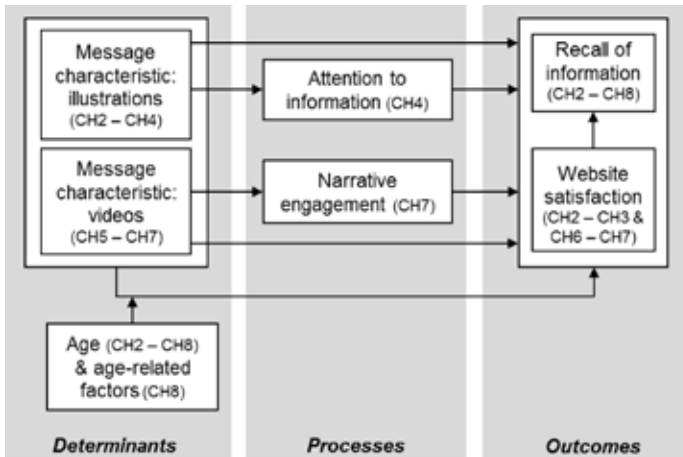 Message
characteristic:
illustrations
(CH2 – CH4)
Message
characteristic:
videos
(CH5 – CH7)
Age (CH2 – CH8)
& age-related
factors (CH8)
Attention to
information (CH4)
Narrative
engagement (CH7)
Recall of
information
(CH2 – CH8)
Website
satisfaction
(CH2 – CH3 &
CH6 – CH7)
Determinants
Processes
Outcomes